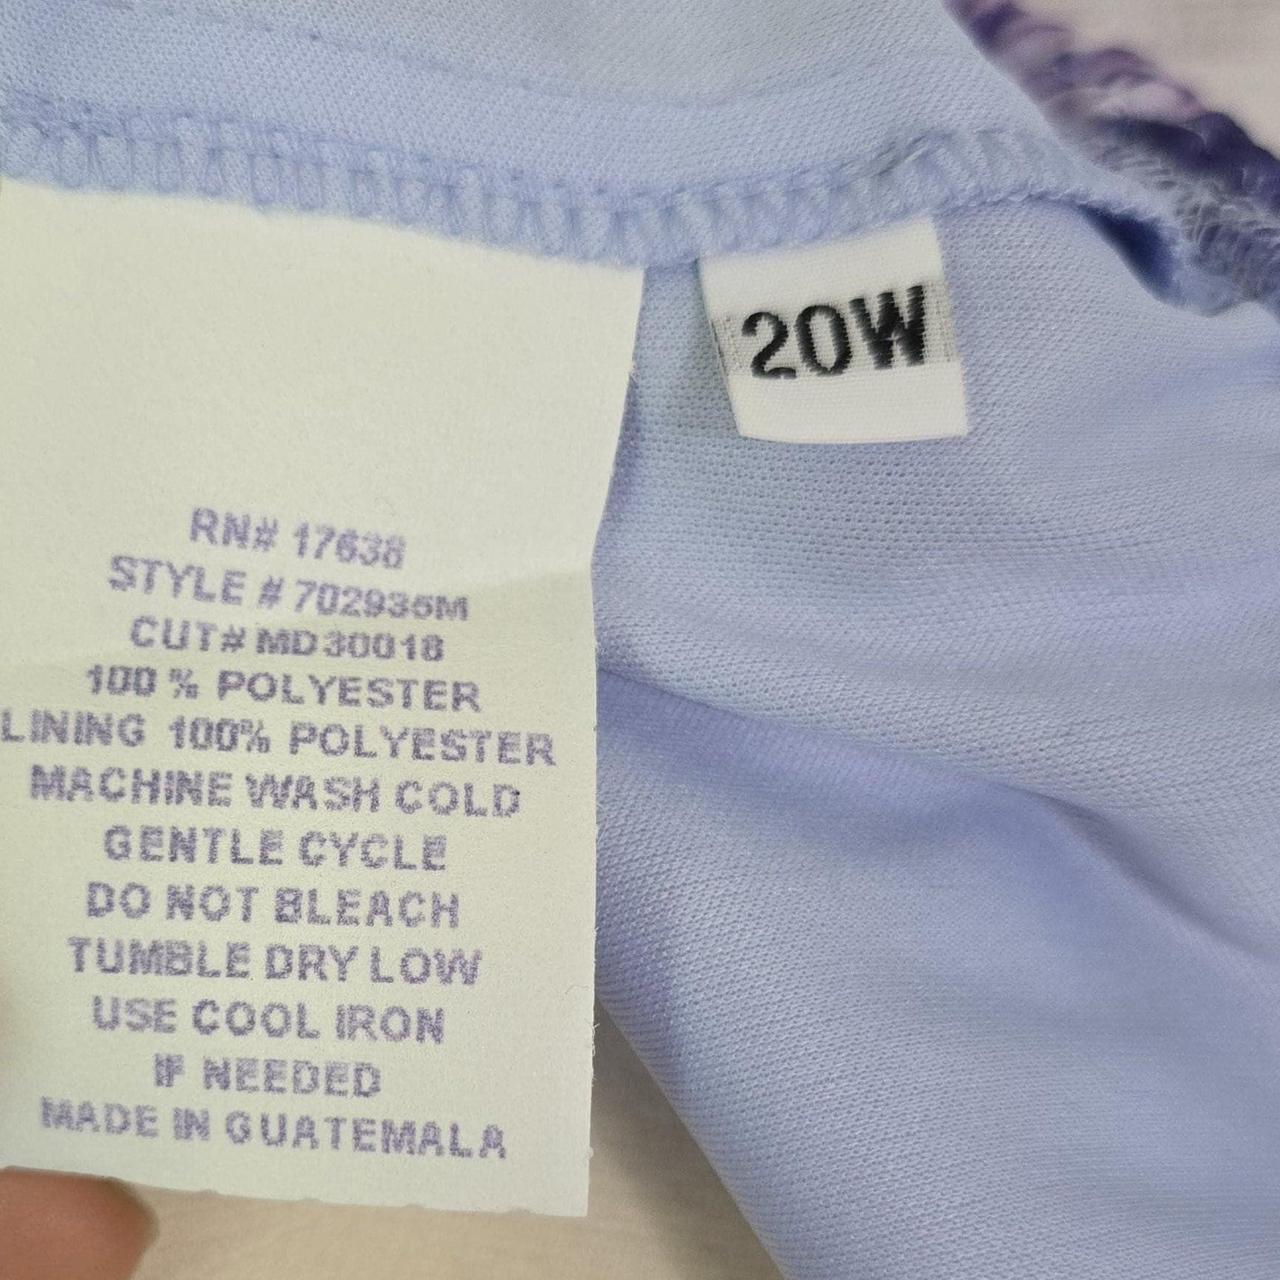 20W
RN# 17638
STYLE # 702935M
CUT# MD30018
100 % POLYESTER
LINING 100% POLYESTER
MACHINE WASH COLD
GENTLE CYCLE
DO NOT BLEACH
TUMBLE DRY LOW
USE COOL IRON
IF NEEDED
MADE IN GUATEMALA